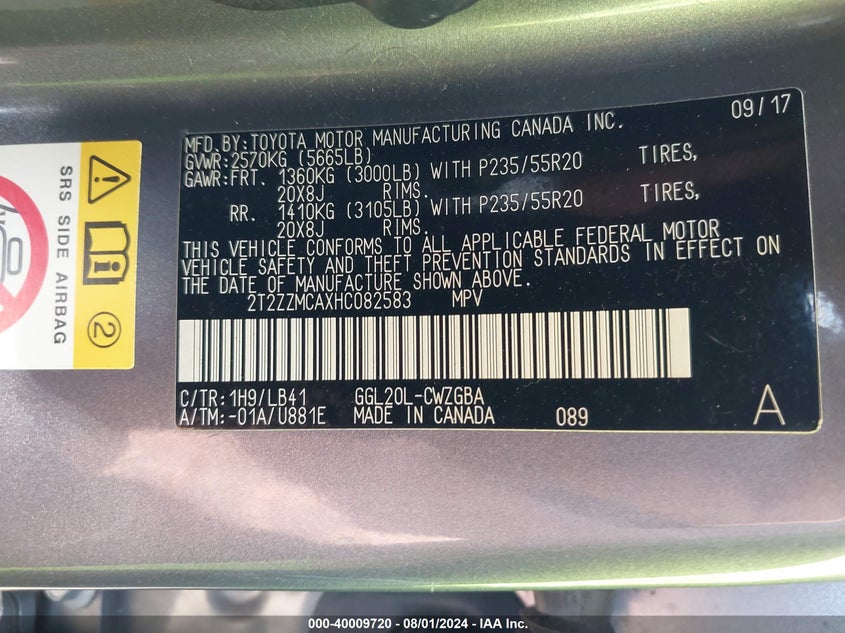 SRS SIDE AIRBAG
2
09/17
MFD.BY:TOYOTA MOTOR MANUFACTURING CANADA INC.
GVWR:2570KG (5665LB)
GAWR:FRT. 1360KG (3000LB) WITH P235/55R20 TIRES,
20X8J RIMS.
RR. 1410KG (3105LB) WITH P235/55R20 TIRES,
20X8J RIMS.
THIS VEHICLE CONFORMS TO ALL APPLICABLE FEDERAL MOTOR
VEHICLE SAFETY AND THEFT PREVENTION STANDARDS IN EFFECT ON
THE DATE OF MANUFACTURE SHOWN ABOVE.
2T2ZZMCAXHC082583 MPV
C/TR:1H9/LB41 GGL20L-CWZGBA
A/TM:-01A/U881E MADE IN CANADA 089 A
000-40009720 - 08/01/2024 - IAA Inc.